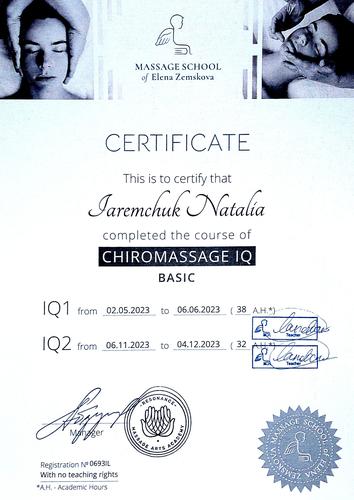 MASSAGE SCHOOL
of Elena Zemskova
CERTIFICATE
This is to certify that
Iaremchuk Natalia
completed the course of
CHIROMASSAGE IQ
BASIC
IQ1 from 02.05.2023 to 06.06.2023 ( 38 A.H.*)
Teacher
IQ2 from 06.11.2023 to 04.12.2023 ( 32 A.H.*)
Teacher
Manager
RESONANCE
MASSAGE ARTS ACADEMY
MASSAGE SCHOOL of ELENA ZEMSKOVA
Registration № 0693IL
With no teaching rights
*A.H. - Academic Hours